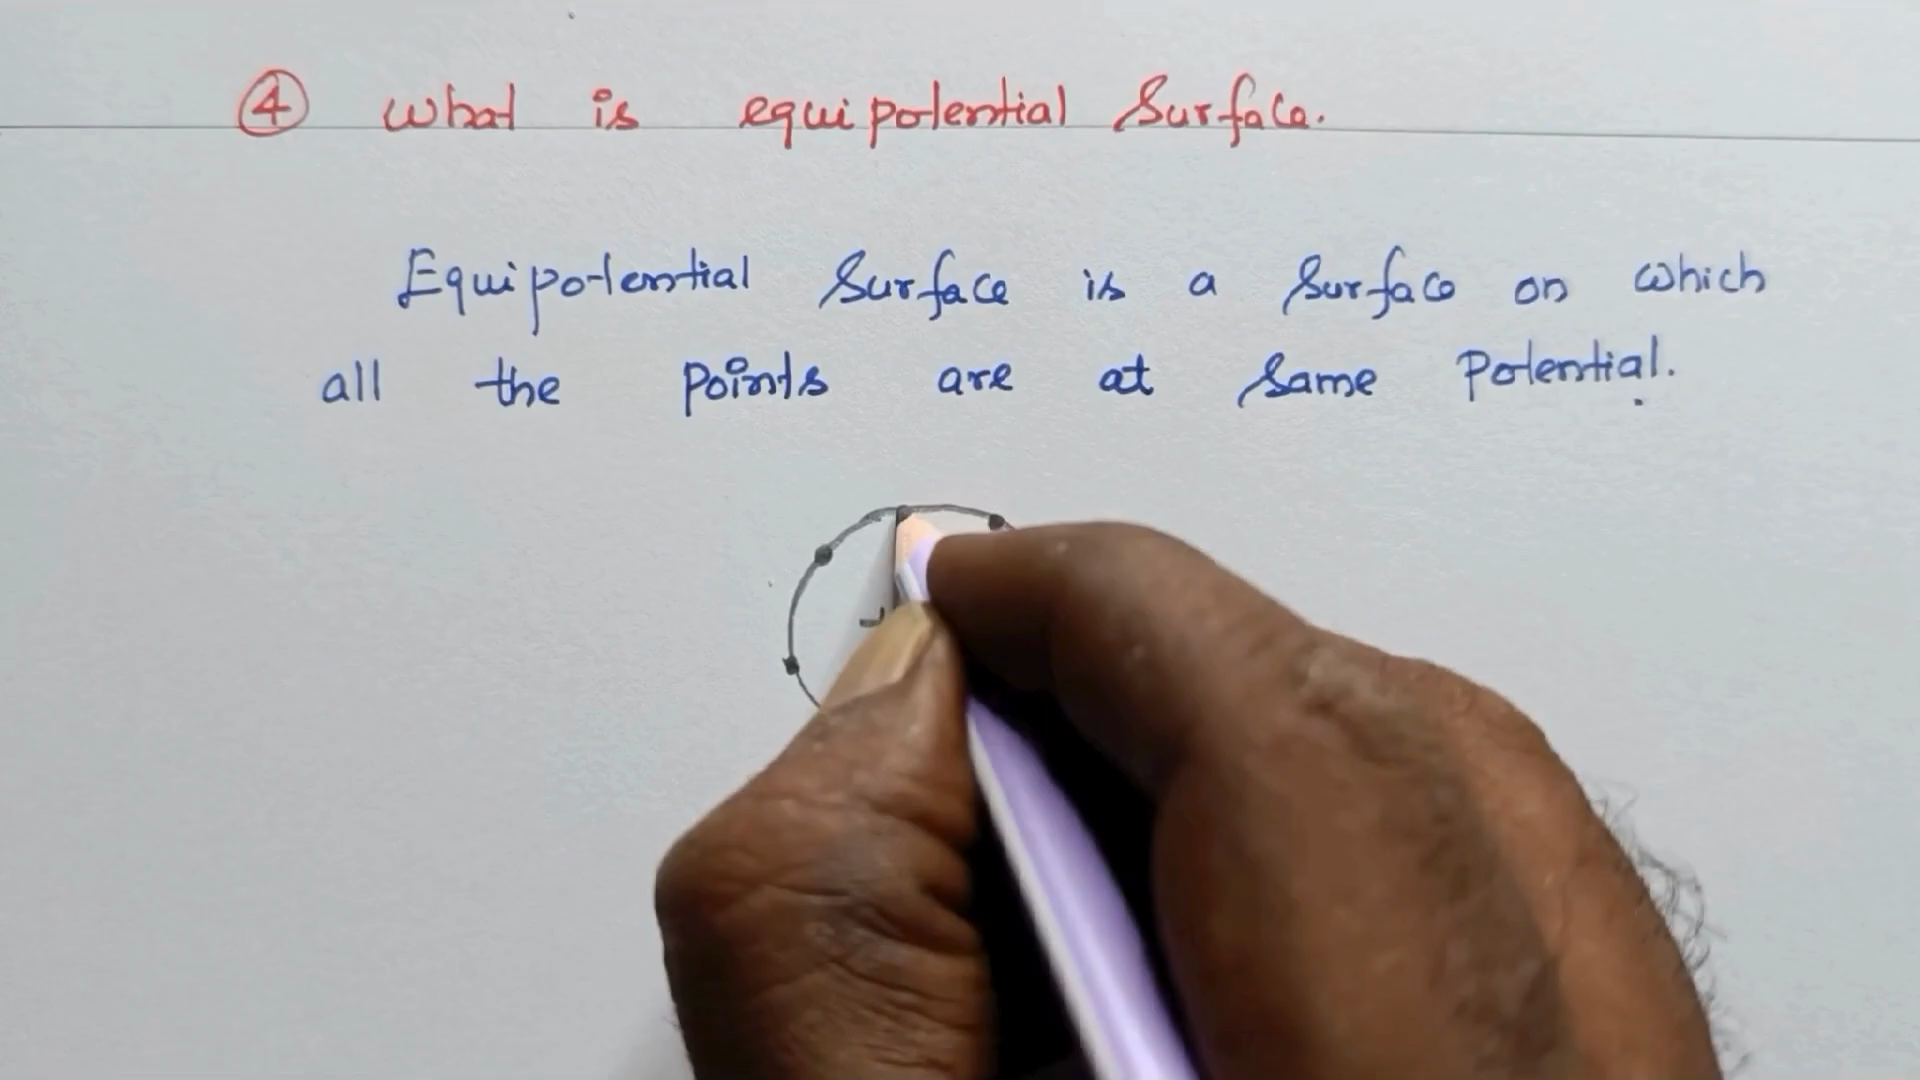 ④ What is equipotential Surface.
Equipotential Surface is a Surface on which
all the points are at same Potential.